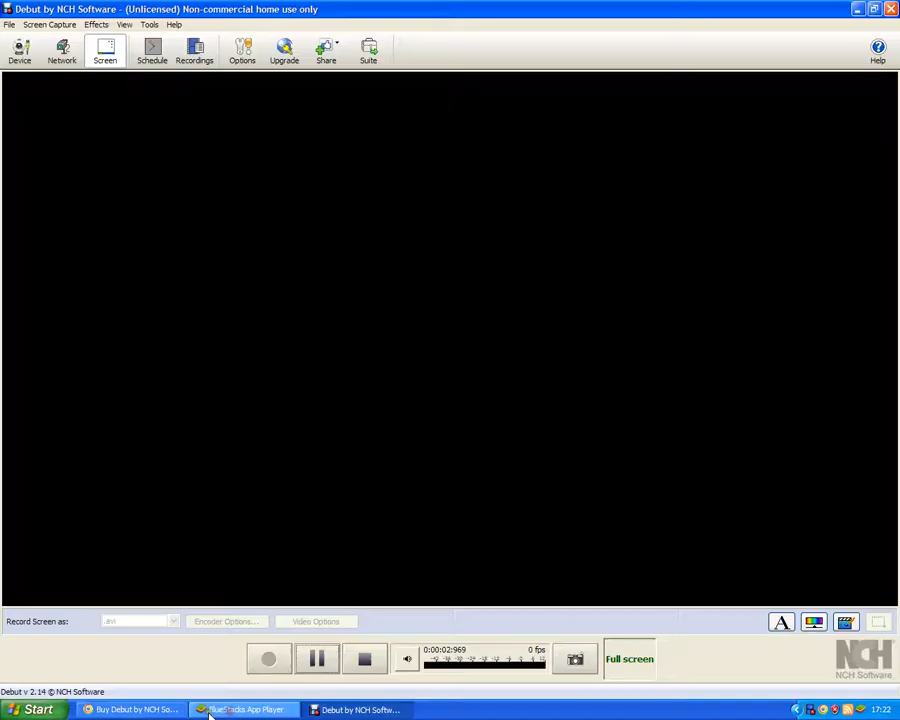 Debut by NCH Software - (Unlicensed) Non-commercial home use only
File Screen Capture Effects View Tools Help
Device Network Screen Schedule Recordings Options Upgrade Share Suite Help
Record Screen as: .avi Encoder Options... Video Options A
0:00:02:969 0 fps
Full screen
NCH
NCH Software
Debut v 2.14 © NCH Software
Start Buy Debut by NCH So... BlueStacks App Player Debut by NCH Softw... 17:22